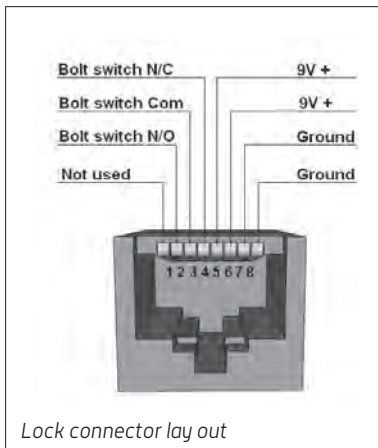 Bolt switch N/C 9V +
Bolt switch Com 9V +
Bolt switch N/O Ground
Not used Ground
1 2 3 4 5 6 7 8
Lock connector lay out